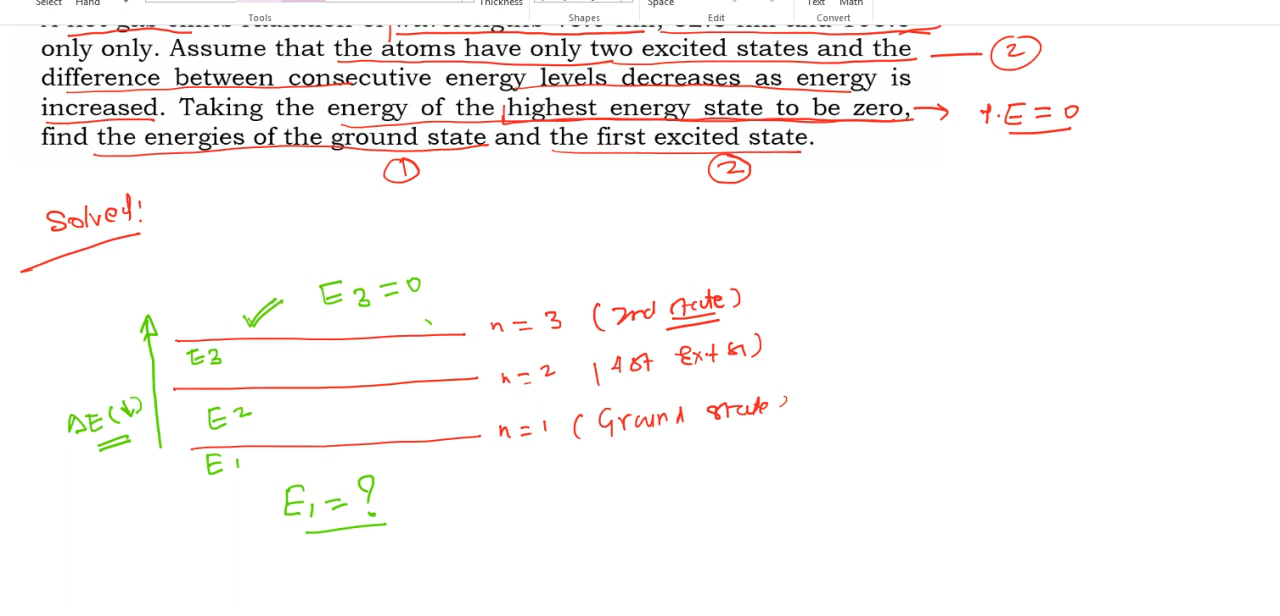 Select Hand Thickness Space Text Math
Tools Shapes Edit Convert
only only. Assume that the atoms have only two excited states and the
difference between consecutive energy levels decreases as energy is
increased. Taking the energy of the highest energy state to be zero,
find the energies of the ground state and the first excited state.
2
E = 0
1
2
Solved!
E3 = 0
n = 3 (2nd state)
E3
n = 2
ΔE(↓)
E2
n = 1 (Ground state)
E1
E1 = ?